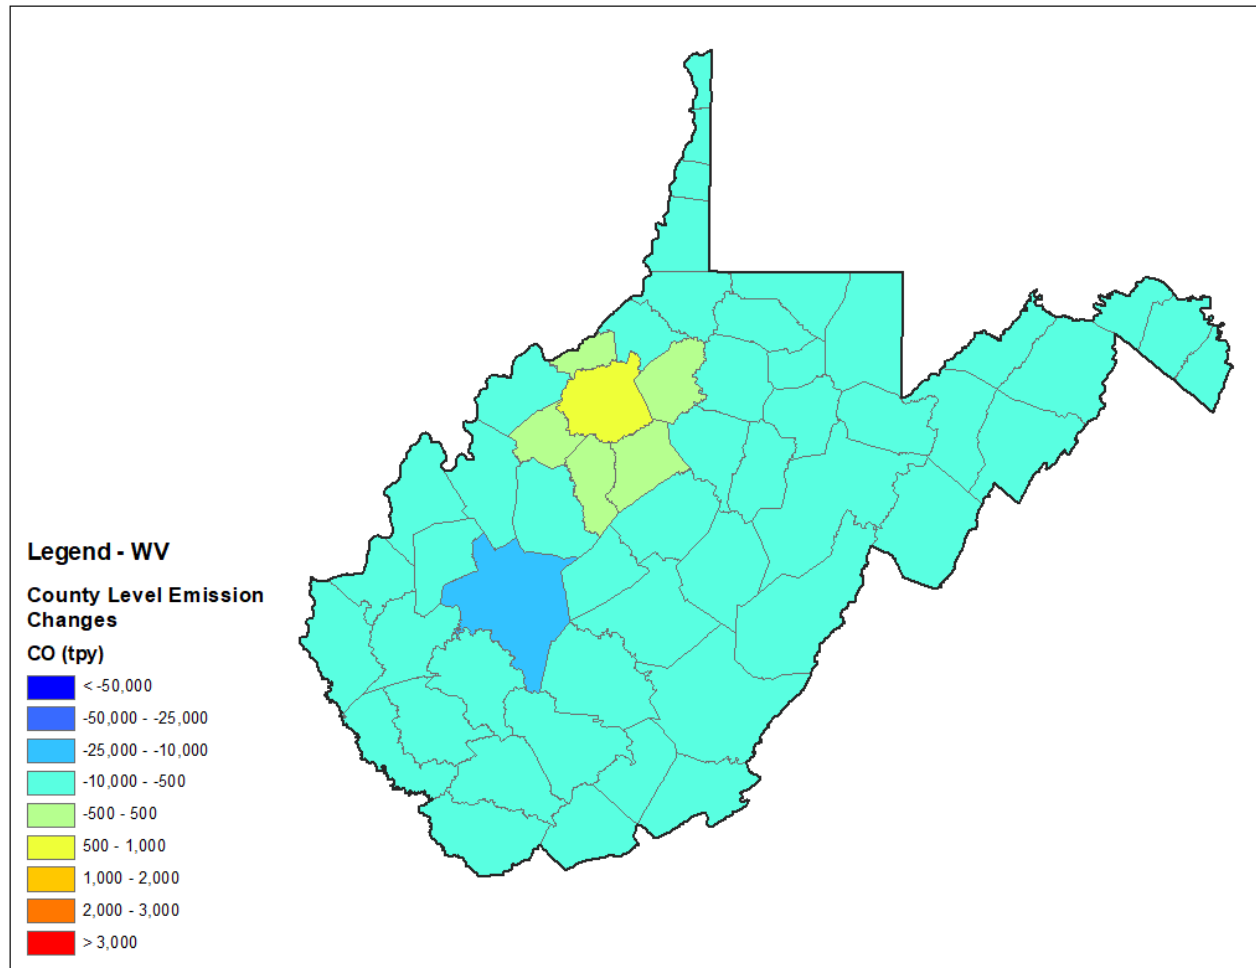 Legend - WV
County Level Emission
Changes
CO (tpy)
< -50,000
-50,000 - -25,000
-25,000 - -10,000
-10,000 - -500
-500 - 500
500 - 1,000
1,000 - 2,000
2,000 - 3,000
> 3,000